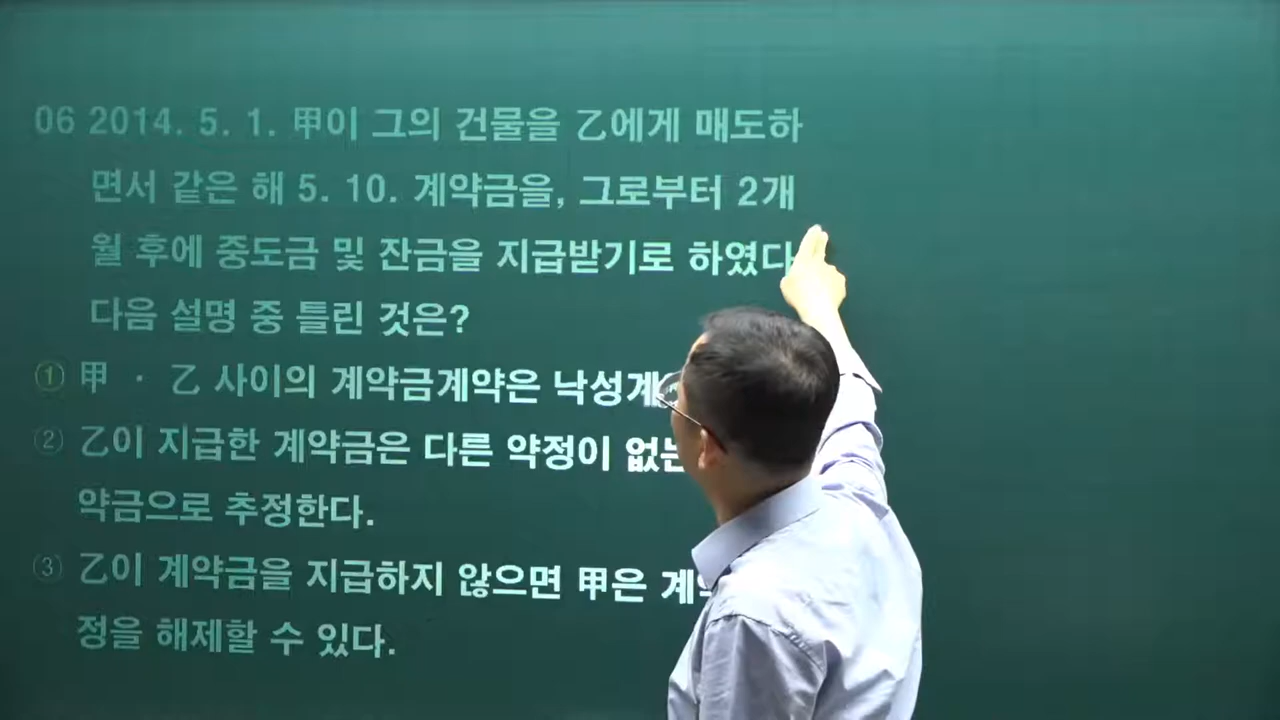 06 2014. 5. 1. 甲이 그의 건물을 乙에게 매도하
면서 같은 해 5. 10. 계약금을, 그로부터 2개
월 후에 중도금 및 잔금을 지급받기로 하였다
다음 설명 중 틀린 것은?
① 甲 · 乙 사이의 계약금계약은 낙성계
② 乙이 지급한 계약금은 다른 약정이 없는
약금으로 추정한다.
③ 乙이 계약금을 지급하지 않으면 甲은 계
정을 해제할 수 있다.